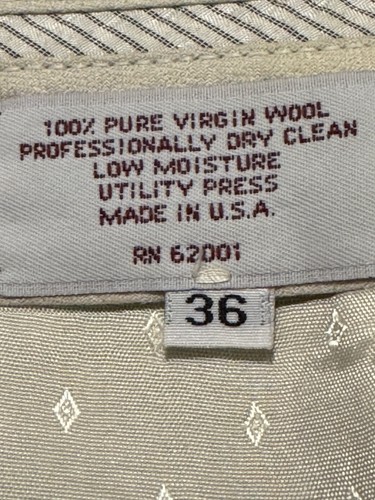 100% PURE VIRGIN WOOL
PROFESSIONALLY DRY CLEAN
LOW MOISTURE
UTILITY PRESS
MADE IN U.S.A.
RN 62001
36